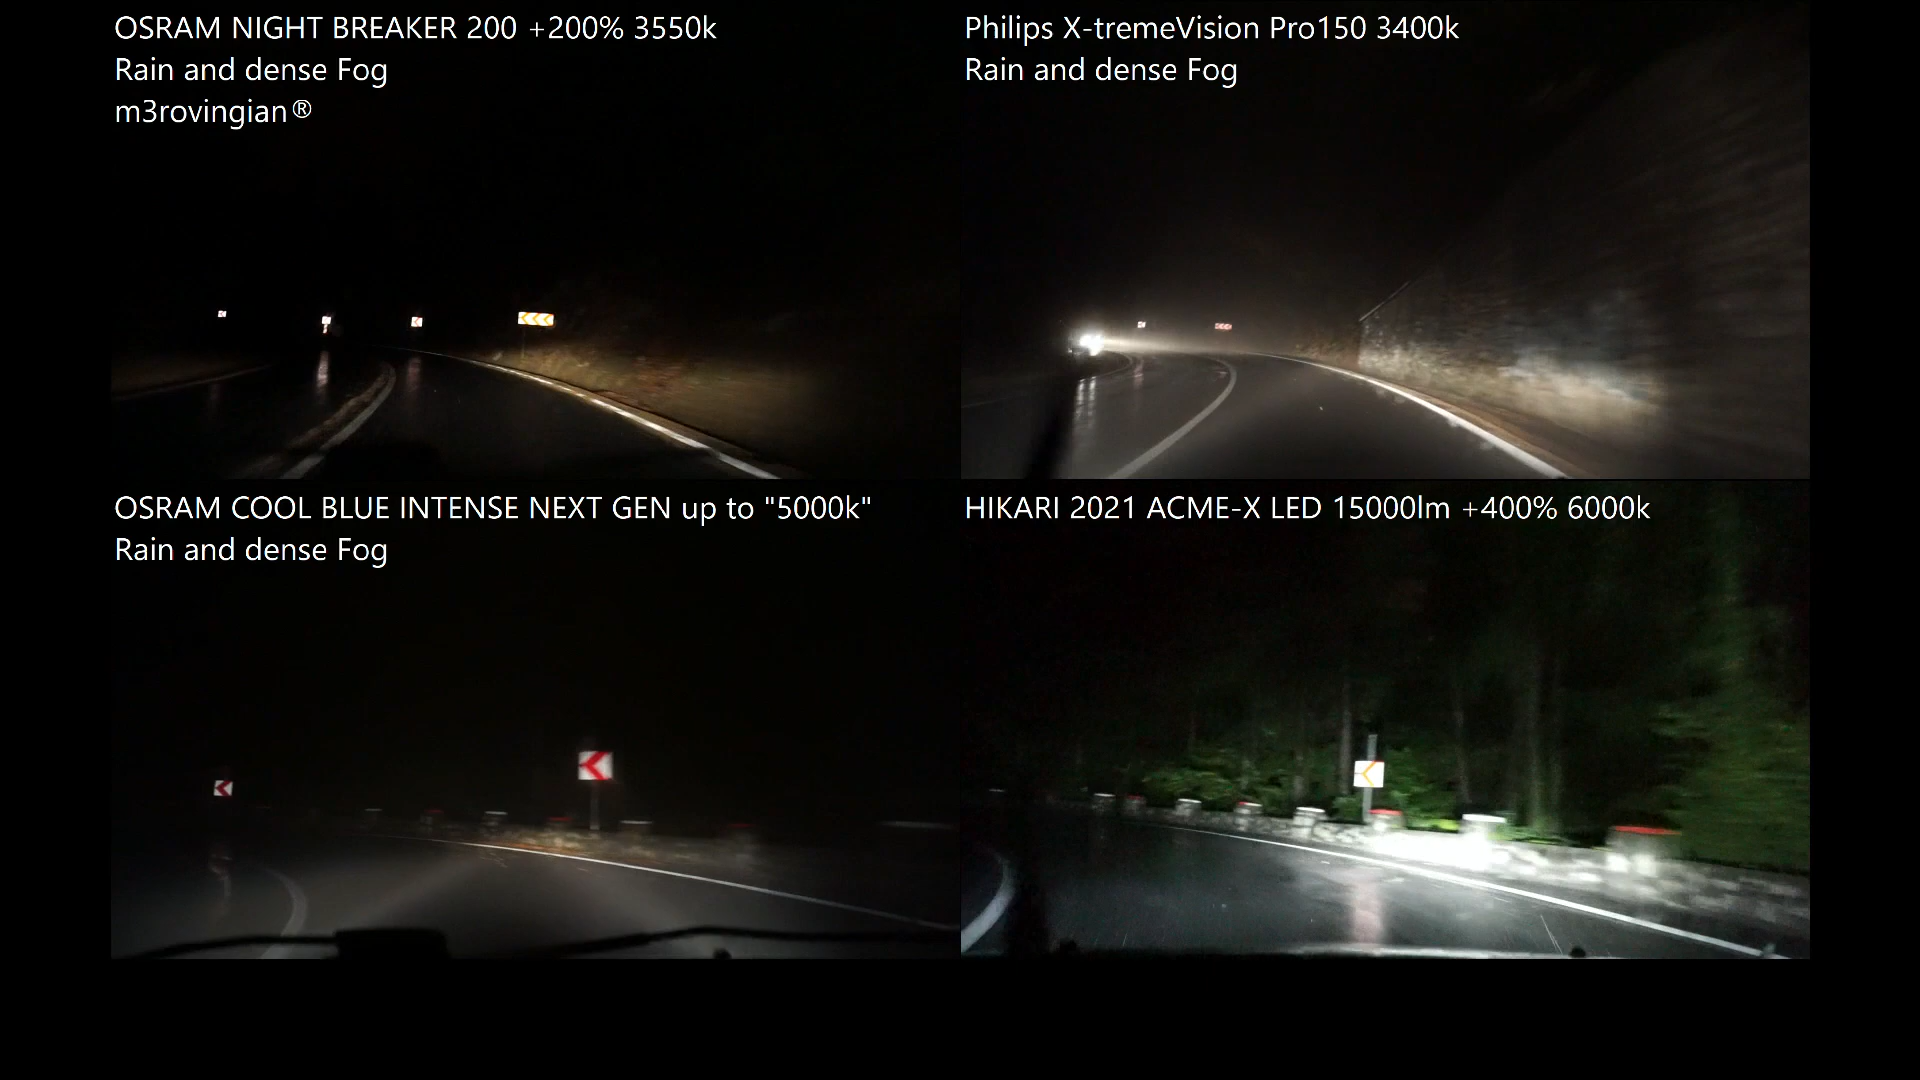 OSRAM NIGHT BREAKER 200 +200% 3550k
Rain and dense Fog
m3rovingian®
Philips X-tremeVision Pro150 3400k
Rain and dense Fog
OSRAM COOL BLUE INTENSE NEXT GEN up to "5000k"
Rain and dense Fog
HIKARI 2021 ACME-X LED 15000lm +400% 6000k